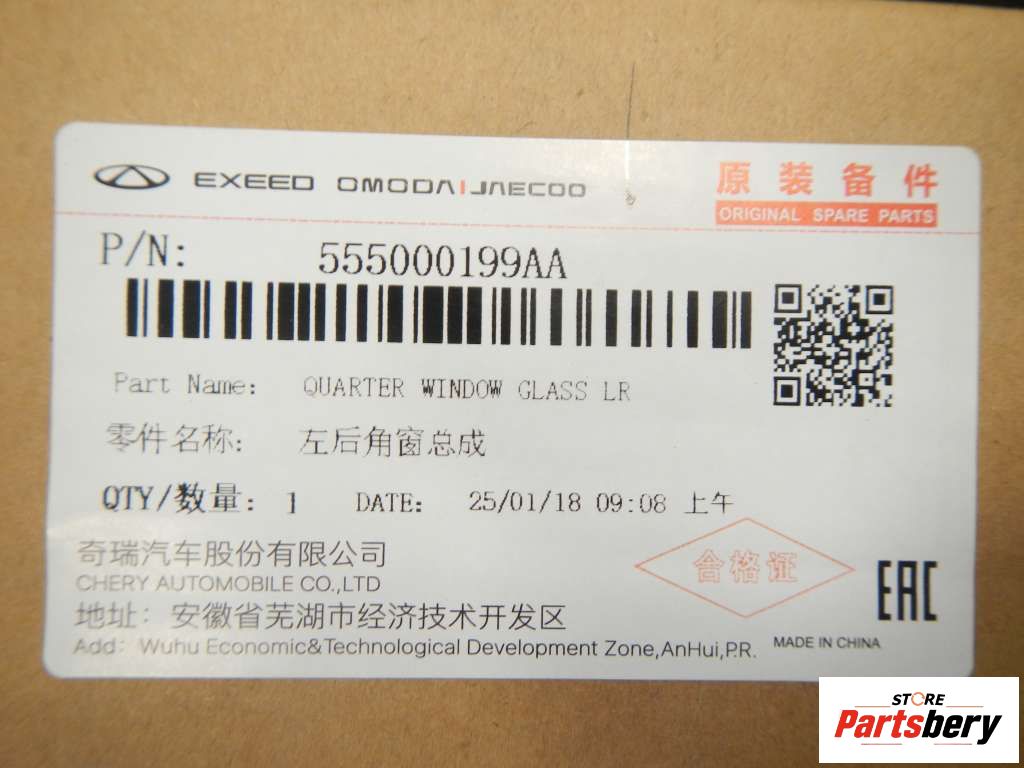 EXEED OMODA|JAECOO
原装备件
ORIGINAL SPARE PARTS
P/N: 555000199AA
Part Name: QUARTER WINDOW GLASS LR
零件名称: 左后角窗总成
QTY/数量: 1 DATE: 25/01/18 09:08 上午
奇瑞汽车股份有限公司
CHERY AUTOMOBILE CO.,LTD
合格证
EAC
地址: 安徽省芜湖市经济技术开发区
Add: Wuhu Economic&Technological Development Zone,AnHui,P.R.
MADE IN CHINA
STORE
Partsbery